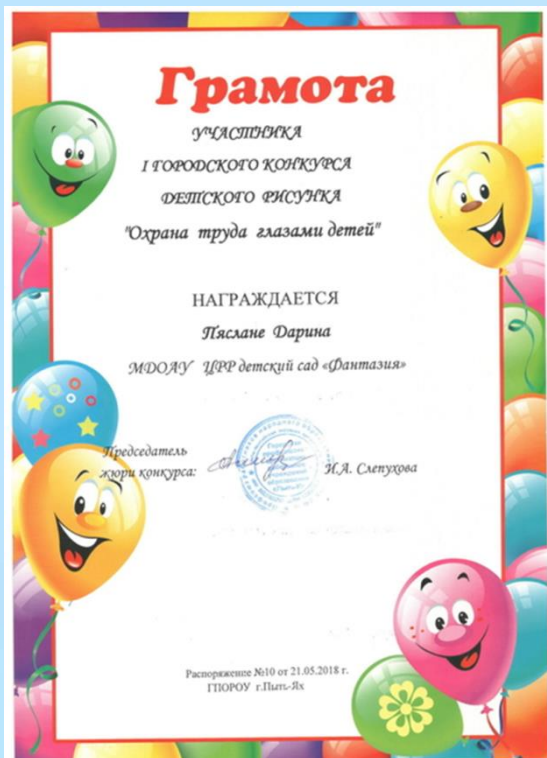 Грамота
УЧАСТНИКА
I ГОРОДСКОГО КОНКУРСА
ДЕТСКОГО РИСУНКА
"Охрана труда глазами детей"
НАГРАЖДАЕТСЯ
Пяслане Дарина
МДОАУ ЦРР детский сад «Фантазия»
Председатель
жюри конкурса: И.А. Слепухова
Распоряжение №10 от 21.05.2018 г.
ГПОРОУ г.Пыть-Ях